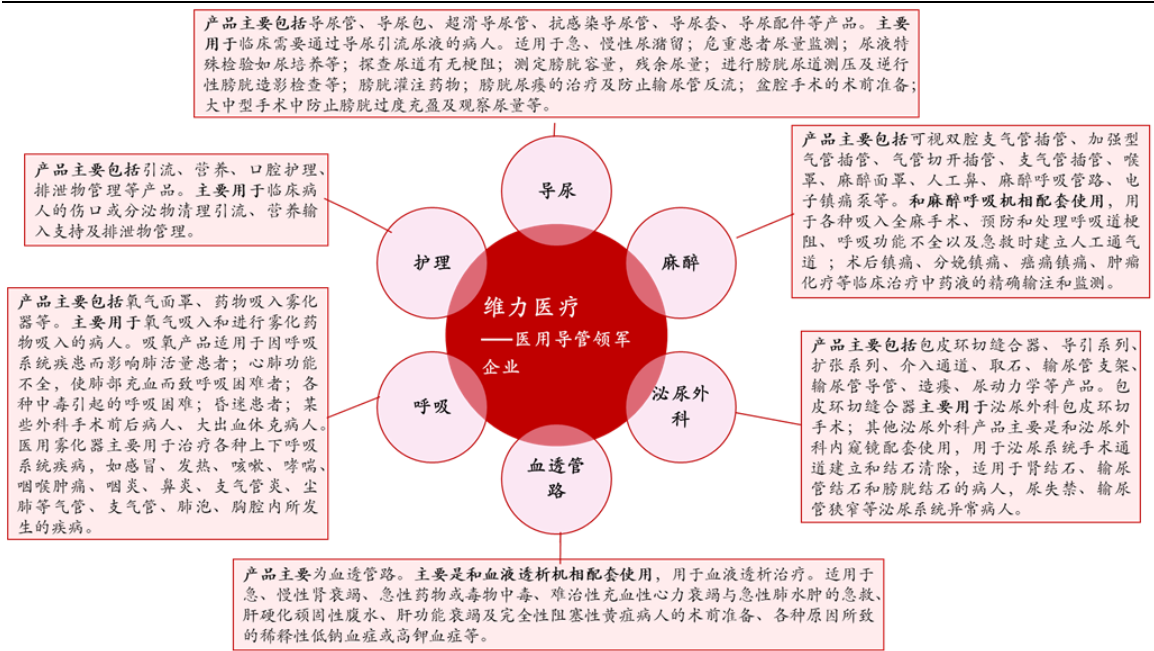 产品主要包括导尿管、导尿包、超滑导尿管、抗感染导尿管、导尿套、导尿配件等产品。主要
用于临床需要通过导尿引流尿液的病人。适用于急、慢性尿潴留；危重患者尿量监测；尿液特
殊检验如尿培养等；探查尿道有无梗阻；测定膀胱容量，残余尿量；进行膀胱尿道测压及逆行
性膀胱造影检查等；膀胱灌注药物；膀胱尿瘘的治疗及防止输尿管反流；盆腔手术的术前准备；
大中型手术中防止膀胱过度充盈及观察尿量等。
产品主要包括引流、营养、口腔护理、
排泄物管理等产品。主要用于临床病
人的伤口或分泌物清理引流、营养输
入支持及排泄物管理。
导尿
产品主要包括可视双腔支气管插管、加强型
气管插管、气管切开插管、支气管插管、喉
罩、麻醉面罩、人工鼻、麻醉呼吸管路、电
子镇痛泵等。和麻醉呼吸机相配套使用，用
于各种吸入全麻手术、预防和处理呼吸道梗
阻、呼吸功能不全以及急救时建立人工通气
道；术后镇痛、分娩镇痛、癌痛镇痛、肿瘤
化疗等临床治疗中药液的精确输注和监测。
护理
麻醉
维力医疗
——医用导管领军
企业
产品主要包括氧气面罩、药物吸入雾化
器等。主要用于氧气吸入和进行雾化药
物吸入的病人。吸氧产品适用于因呼吸
系统疾患而影响肺活量患者；心肺功能
不全，使肺部充血而致呼吸困难者；各
种中毒引起的呼吸困难；昏迷患者；某
些外科手术前后病人、大出血休克病人。
医用雾化器主要用于治疗各种上下呼吸
系统疾病，如感冒、发热、咳嗽、哮喘、
咽喉肿痛、咽炎、鼻炎、支气管炎、尘
肺等气管、支气管、肺泡、胸腔内所发
生的疾病。
呼吸
泌尿外
科
产品主要包括包皮环切缝合器、导引系列、
扩张系列、介入通道、取石、输尿管支架、
输尿管导管、造瘘、尿动力学等产品。包
皮环切缝合器主要用于泌尿外科包皮环切
手术；其他泌尿外科产品主要是和泌尿外
科内窥镜配套使用，用于泌尿系统手术通
道建立和结石清除，适用于肾结石、输尿
管结石和膀胱结石的病人，尿失禁、输尿
管狭窄等泌尿系统异常病人。
血透管
路
产品主要为血透管路。主要是和血液透析机相配套使用，用于血液透析治疗。适用于
急、慢性肾衰竭、急性药物或毒物中毒、难治性充血性心力衰竭与急性肺水肿的急救、
肝硬化顽固性腹水、肝功能衰竭及完全性阻塞性黄疸病人的术前准备、各种原因所致
的稀释性低钠血症或高钾血症等。